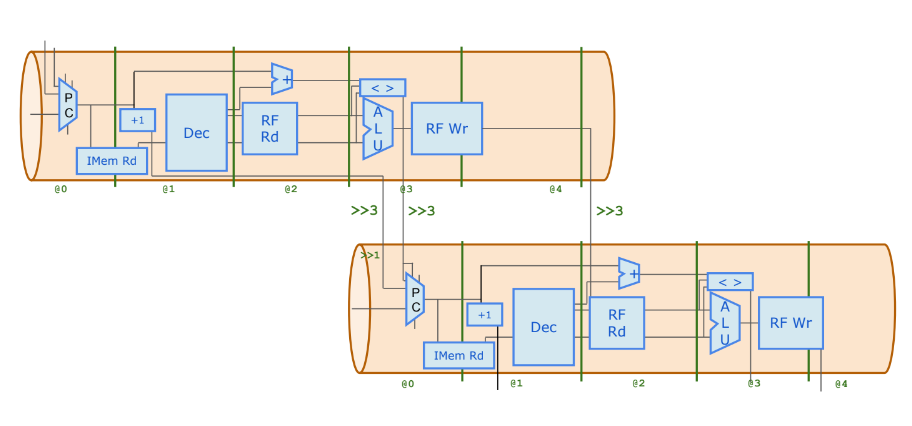 P
C
+1
IMem Rd
Dec
RF
Rd
+
< >
A
L
U
RF Wr
@0
@1
@2
@3
@4
>>3
>>3
>>3
>>1
P
C
+1
IMem Rd
Dec
RF
Rd
+
< >
A
L
U
RF Wr
@0
@1
@2
@3
@4